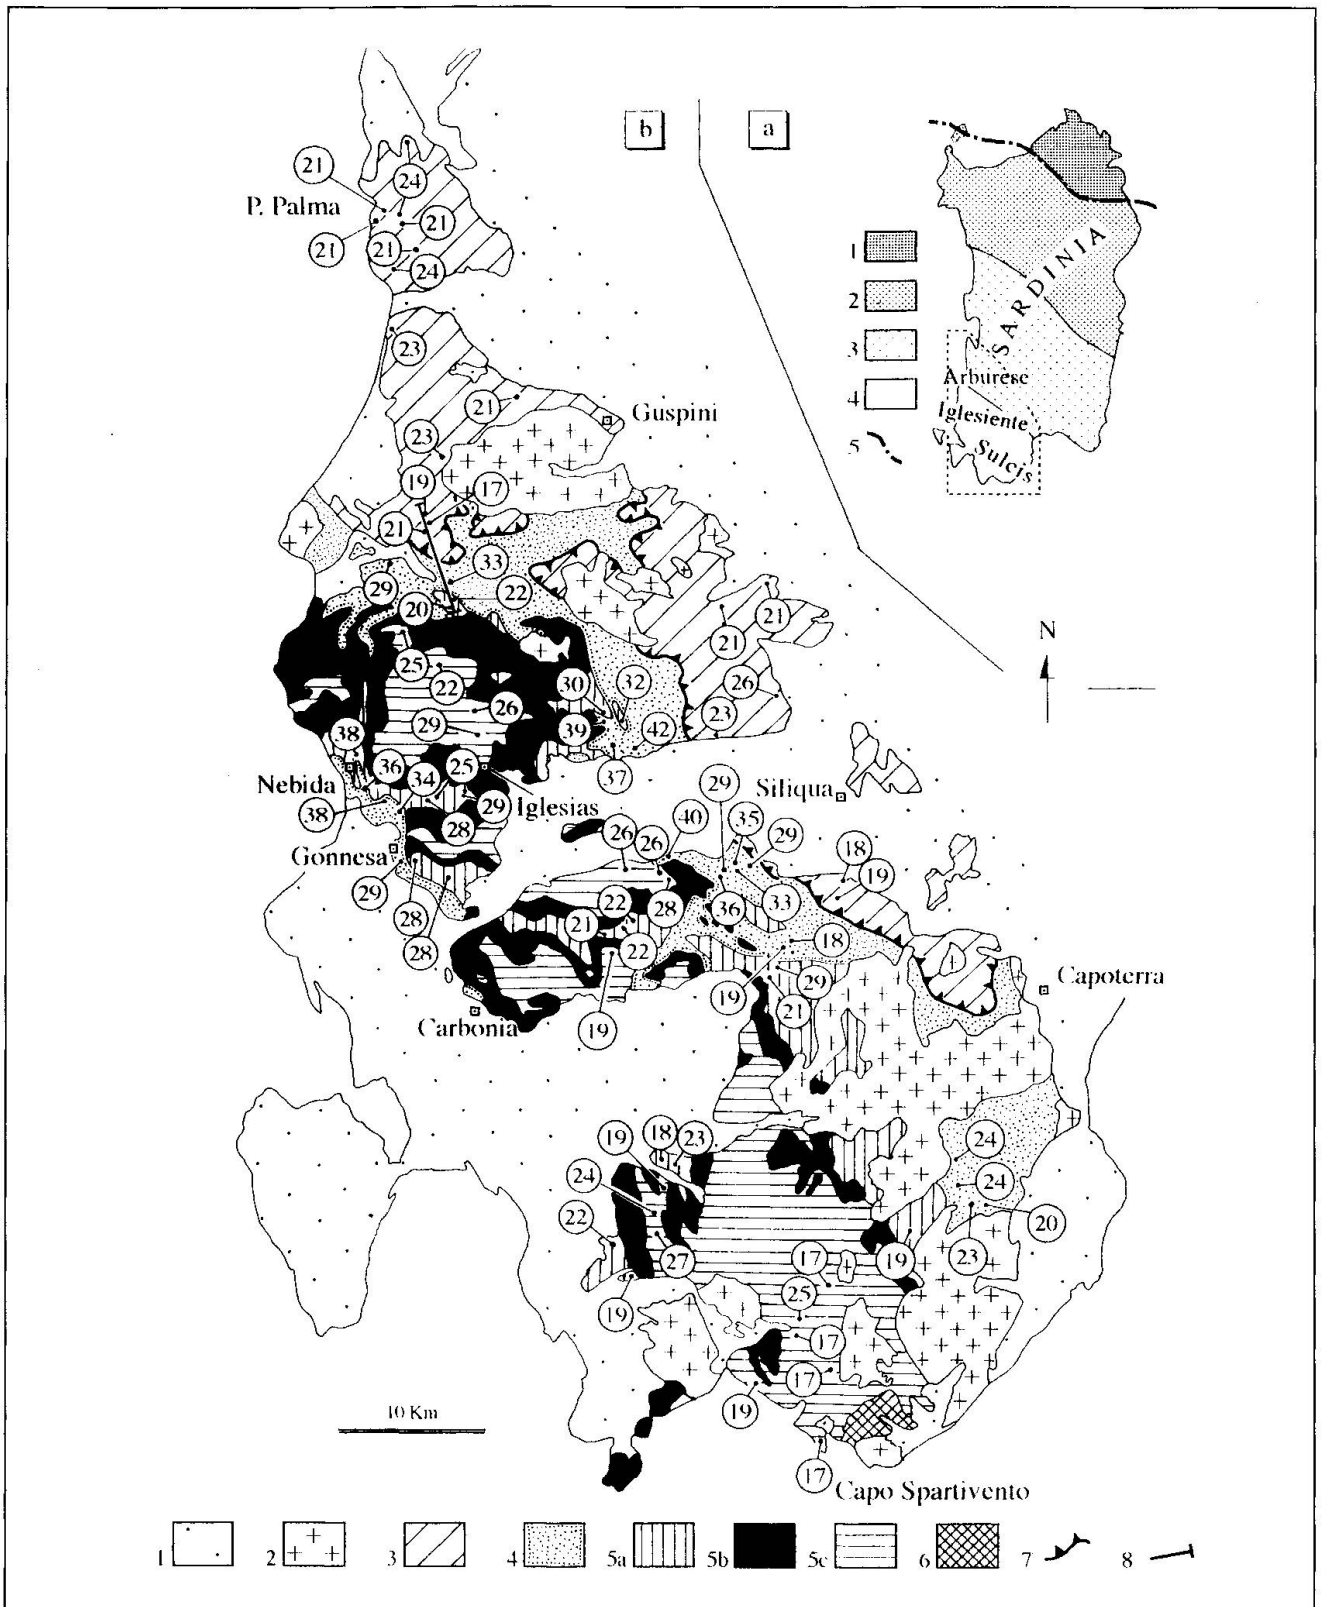 b a
21
24
P. Palma
21
21 21
24
1
2
3
4
5
SARDINIA
Arburese
Iglesiente
Sulcis
23
21
Guspini
23
19 17
21
33
29 22
20
21
21
25
22
30 32 26
26
29 39 42 23
38
37
N
Nebida 36 34 25
29
Siliqua
38 29 Iglesias
28
40 35
26 26 29
Gonnesa
18
19
29
28
22 28 36 33
21 22 18
28
19 29
21
Capoterra
Carbonia
19
19 18 23
24
24
24
22
20
27 17 19 23
25
19
17
17
19
10 Km
17
Capo Spartivento
1 2 3 4 5a 5b 5c 6 7 8